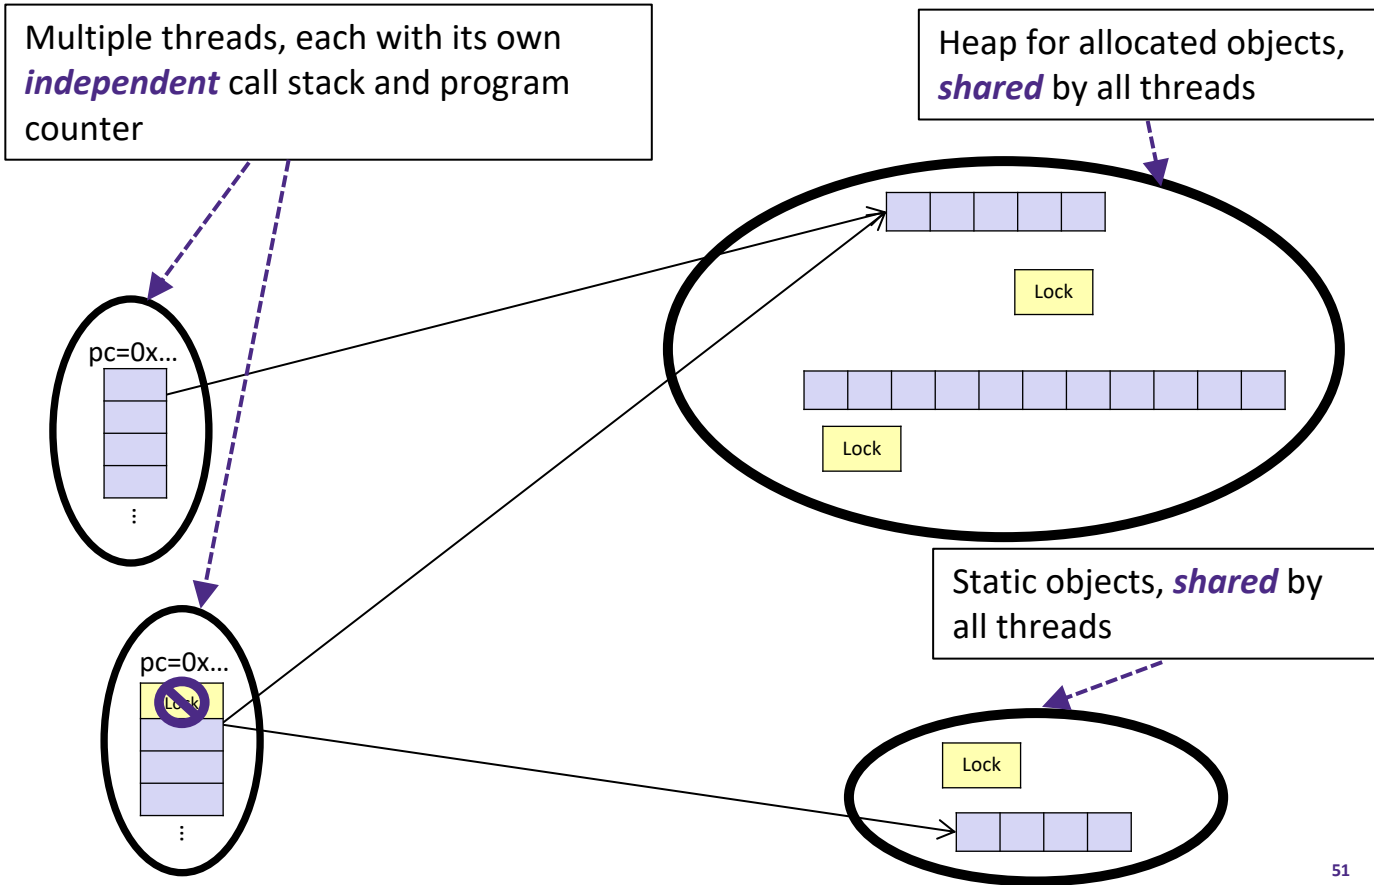 Multiple threads, each with its own
independent call stack and program
counter
Heap for allocated objects,
shared by all threads
Lock
pc=0x...
Lock
Static objects, shared by
all threads
pc=0x...
Lock
Lock
51